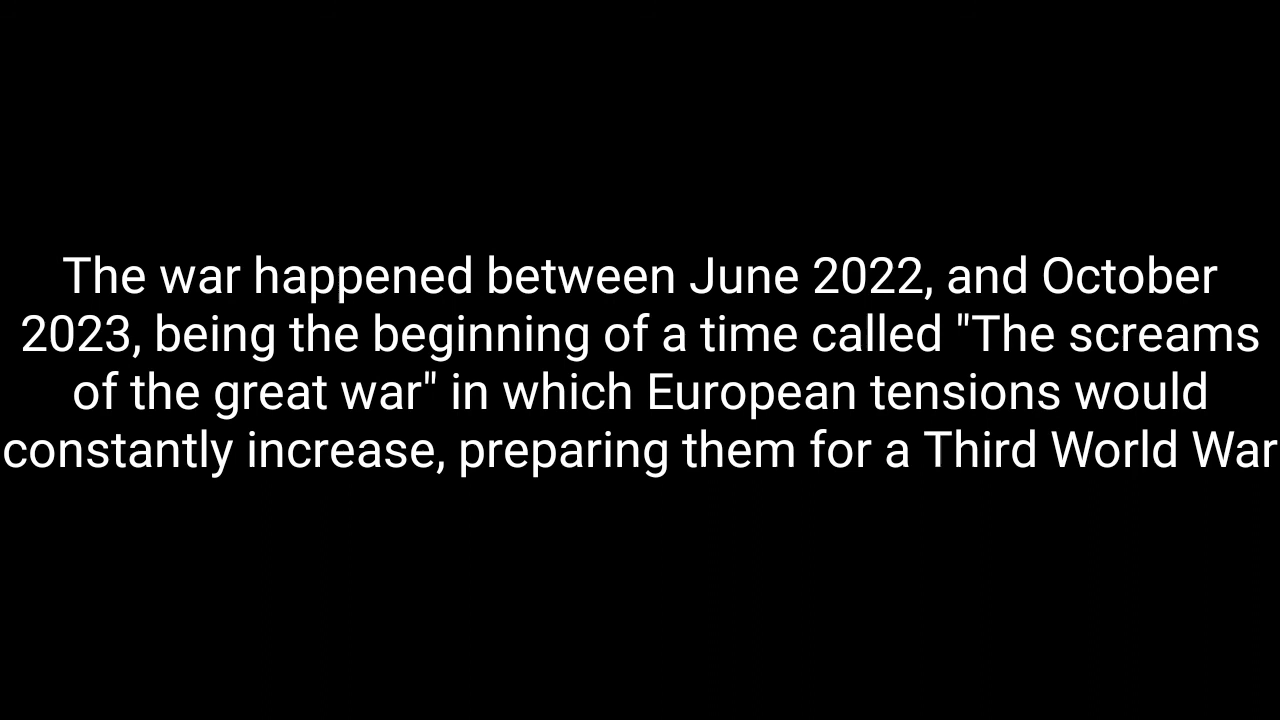 The war happened between June 2022, and October
2023, being the beginning of a time called "The screams
of the great war" in which European tensions would
constantly increase, preparing them for a Third World War